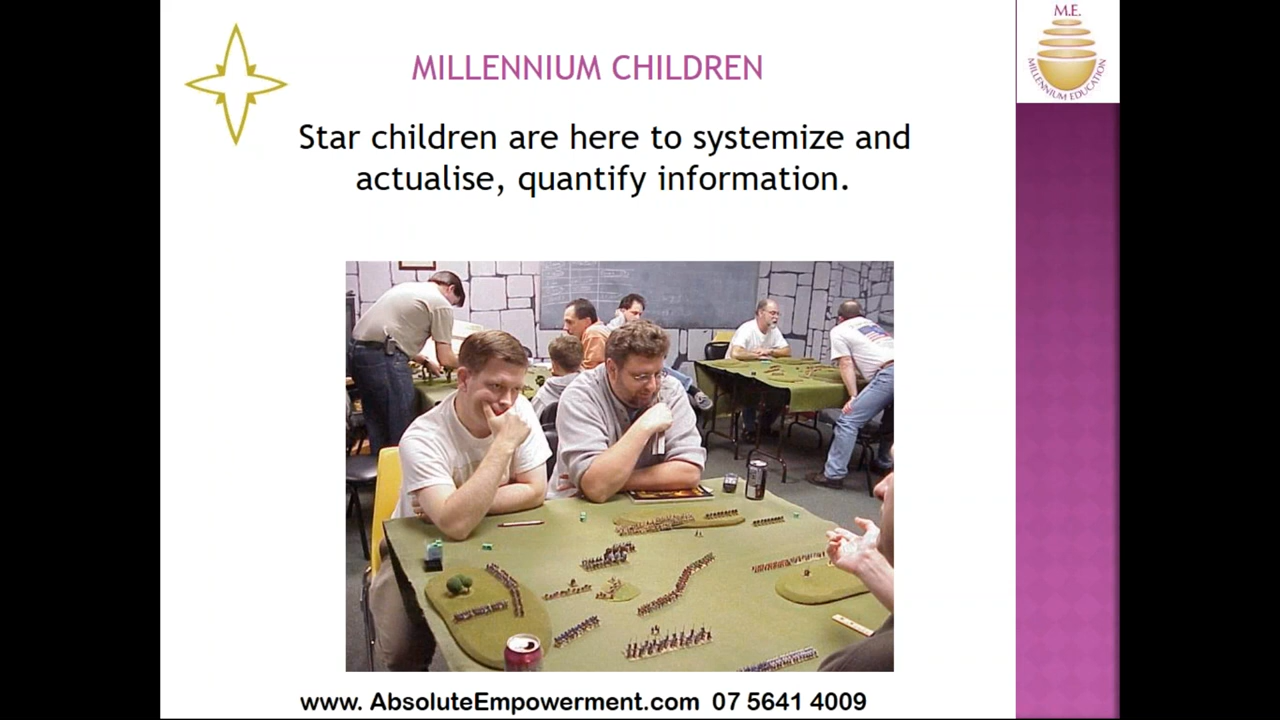 M.E.
MILLENNIUM EDUCATION
MILLENNIUM CHILDREN
Star children are here to systemize and
actualise, quantify information.
www. AbsoluteEmpowerment.com 07 5641 4009